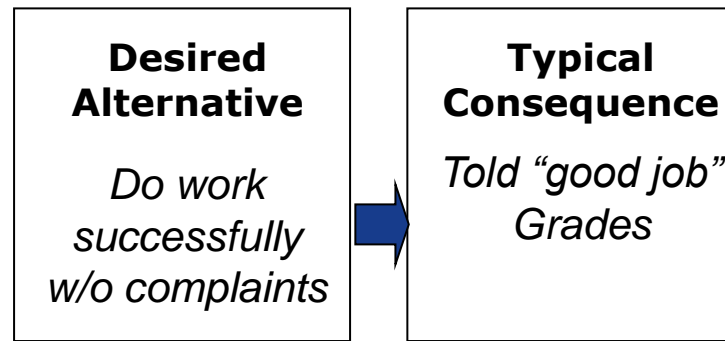 Desired
Alternative
Do work
successfully
w/o complaints
Typical
Consequence
Told “good job”
Grades